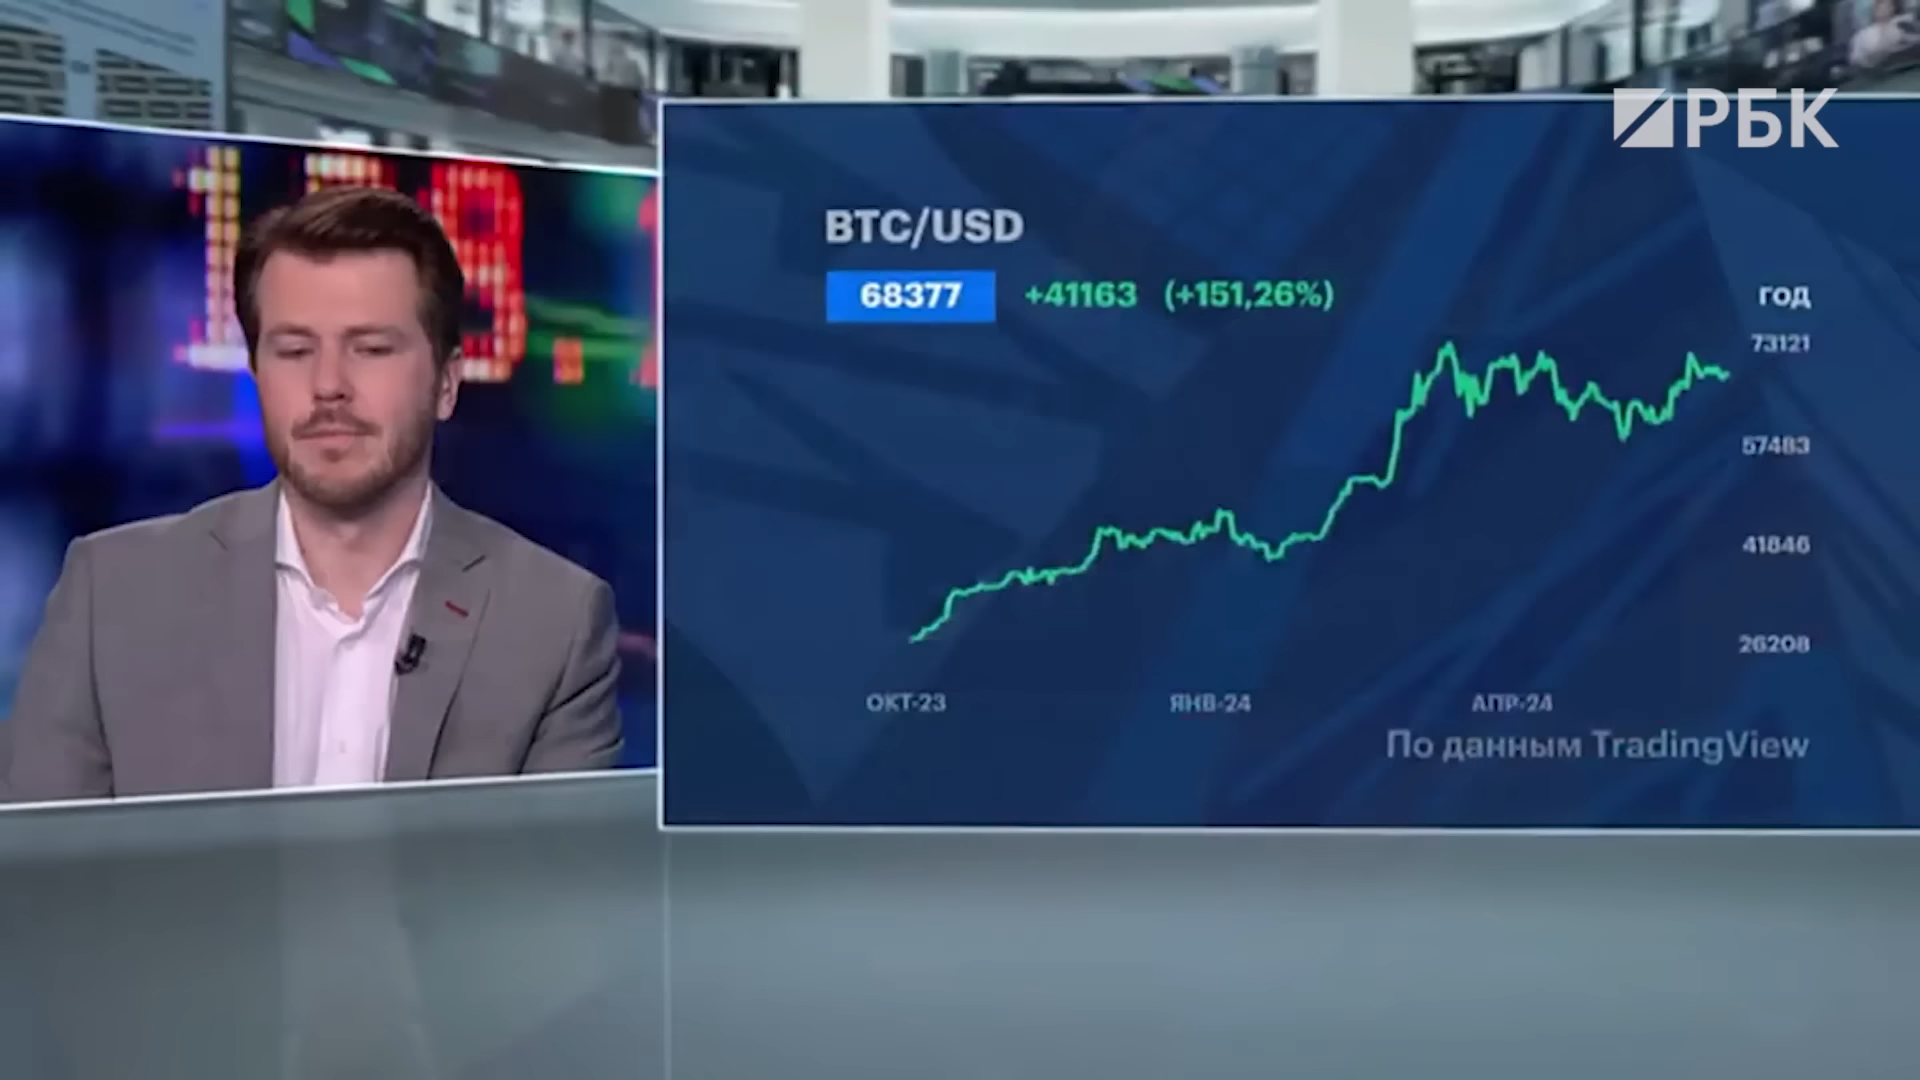 РБК
BTC/USD
68377 +41163 (+151,26%)
ГОД
73121
57483
41846
26208
ОКТ-23 ЯНВ-24 АПР-24
По данным TradingView